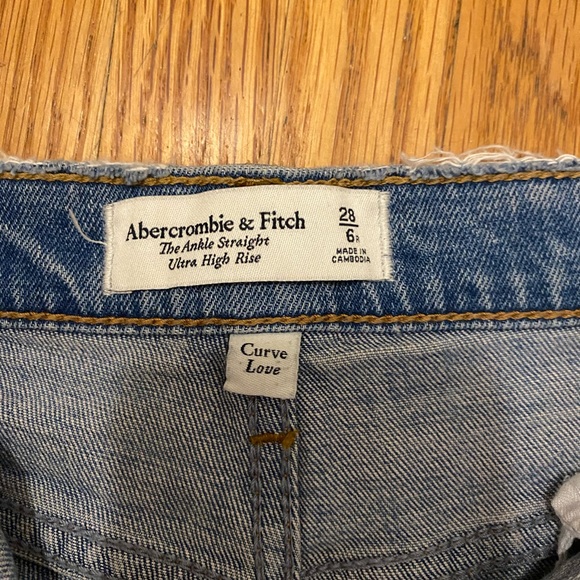 Abercrombie & Fitch
The Ankle Straight
Ultra High Rise
28
6R
MADE IN
CAMBODIA
Curve
Love